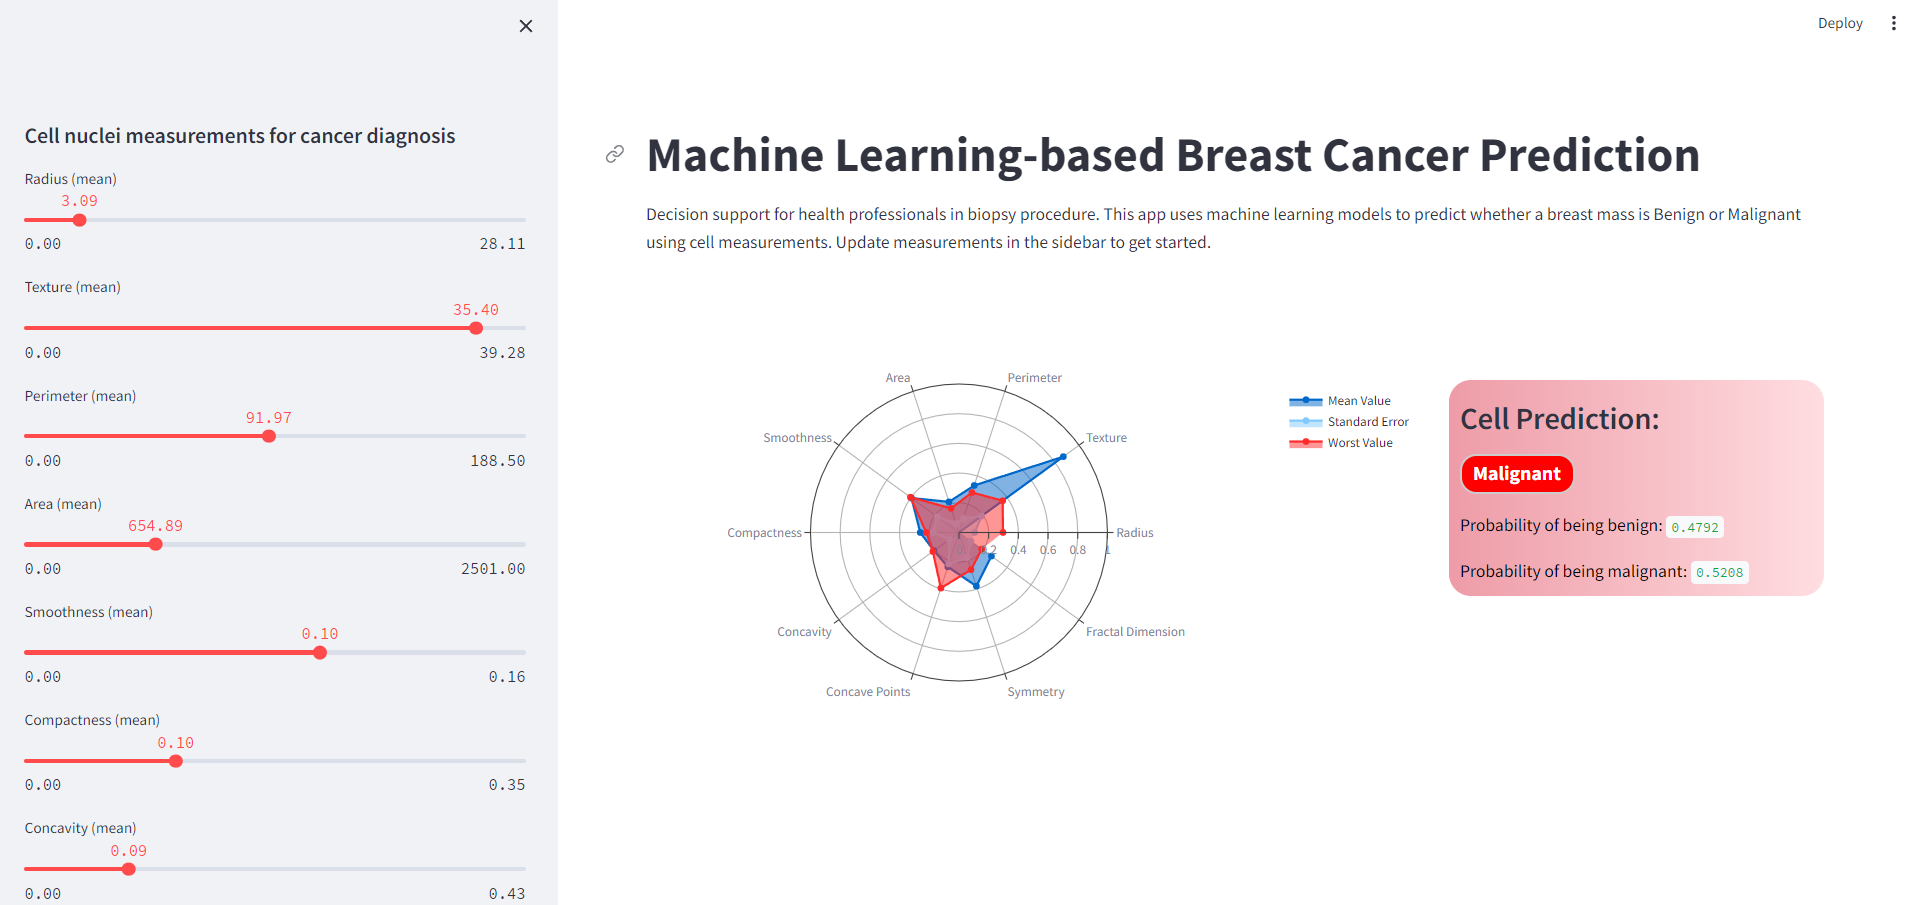 Deploy
Cell nuclei measurements for cancer diagnosis
Radius (mean)
3.09
0.00 28.11
Texture (mean)
35.40
0.00 39.28
Perimeter (mean)
91.97
0.00 188.50
Area (mean)
654.89
0.00 2501.00
Smoothness (mean)
0.10
0.00 0.16
Compactness (mean)
0.10
0.00 0.35
Concavity (mean)
0.09
0.00 0.43
Machine Learning-based Breast Cancer Prediction
Decision support for health professionals in biopsy procedure. This app uses machine learning models to predict whether a breast mass is Benign or Malignant
using cell measurements. Update measurements in the sidebar to get started.
Area Perimeter
Smoothness Texture
Compactness Radius
0.2 0.4 0.6 0.8 1
Concavity Fractal Dimension
Concave Points Symmetry
Mean Value
Standard Error
Worst Value
Cell Prediction:
Malignant
Probability of being benign: 0.4792
Probability of being malignant: 0.5208